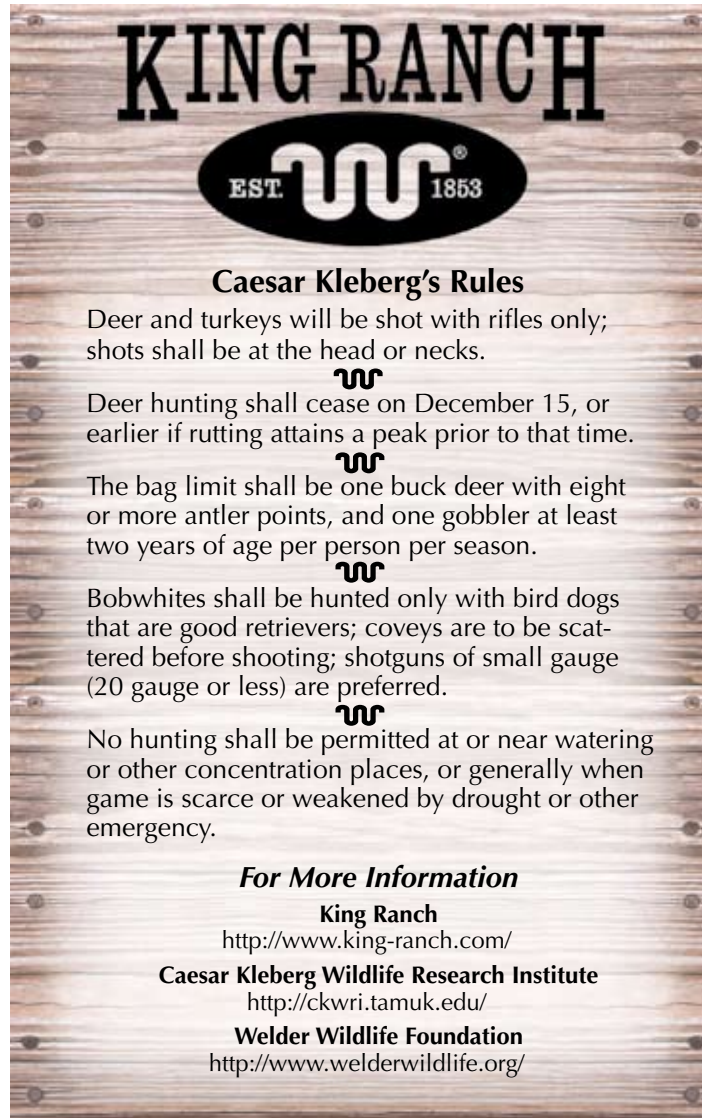 KING RANCH
EST. 1853
®
Caesar Kleberg’s Rules
Deer and turkeys will be shot with rifles only;
shots shall be at the head or necks.
Deer hunting shall cease on December 15, or
earlier if rutting attains a peak prior to that time.
The bag limit shall be one buck deer with eight
or more antler points, and one gobbler at least
two years of age per person per season.
Bobwhites shall be hunted only with bird dogs
that are good retrievers; coveys are to be scat-
tered before shooting; shotguns of small gauge
(20 gauge or less) are preferred.
No hunting shall be permitted at or near watering
or other concentration places, or generally when
game is scarce or weakened by drought or other
emergency.
For More Information
King Ranch
http://www.king-ranch.com/
Caesar Kleberg Wildlife Research Institute
http://ckwri.tamuk.edu/
Welder Wildlife Foundation
http://www.welderwildlife.org/